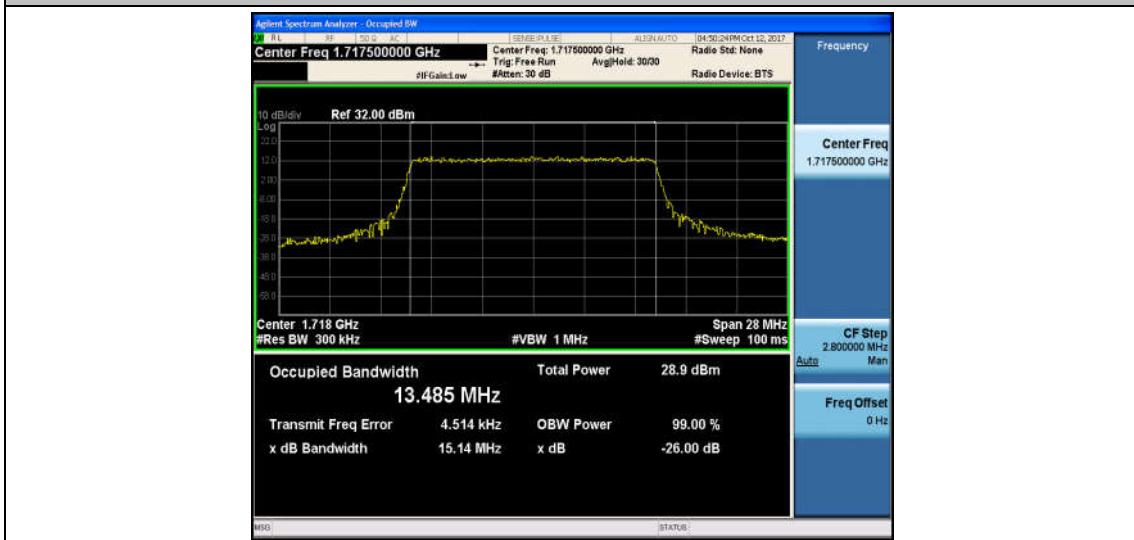 Agilent Spectrum Analyzer - Occupied BW
RL RF 50 Ω AC SENSE:PULSE ALIGN AUTO 04:50:24 PM Oct 12, 2017
Center Freq 1.717500000 GHz
Center Freq: 1.717500000 GHz
Radio Std: None
Trig: Free Run Avg|Hold: 30/30
#IFGain:Low
#Atten: 30 dB
Radio Device: BTS
Frequency
10 dB/div Ref 32.00 dBm
Log
22.0
12.0
2.00
-8.00
-18.0
-28.0
-38.0
-48.0
-58.0
Center 1.718 GHz
Span 28 MHz
#Res BW 300 kHz
#VBW 1 MHz
#Sweep 100 ms
Occupied Bandwidth
13.485 MHz
Total Power 28.9 dBm
Transmit Freq Error 4.514 kHz
OBW Power 99.00 %
x dB Bandwidth 15.14 MHz
x dB -26.00 dB
Center Freq
1.717500000 GHz
CF Step
2.800000 MHz
Auto Man
Freq Offset
0 Hz
MSG
STATUS